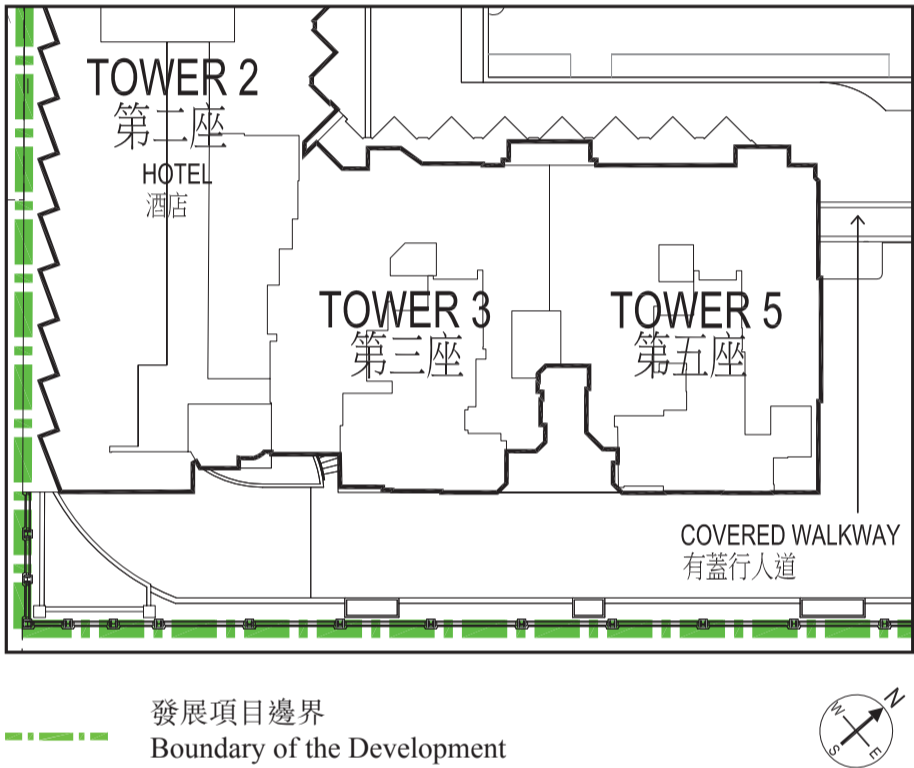 TOWER 2
第二座
HOTEL
酒店
TOWER 3
第三座
TOWER 5
第五座
COVERED WALKWAY
有蓋行人道
發展項目邊界
Boundary of the Development
N
W
S
E